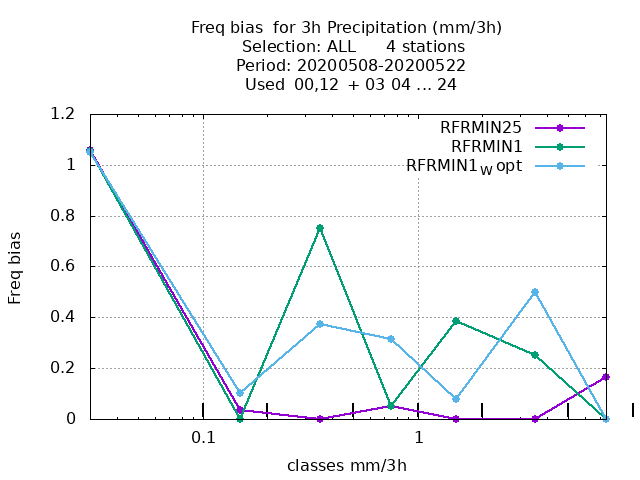 Freq bias for 3h Precipitation (mm/3h)
Selection: ALL 4 stations
Period: 20200508-20200522
Used 00,12 + 03 04 ... 24
RFRMIN25
RFRMIN1
RFRMIN1W opt
1.2
1
0.8
0.6
0.4
0.2
0
Freq bias
0.1 1
classes mm/3h